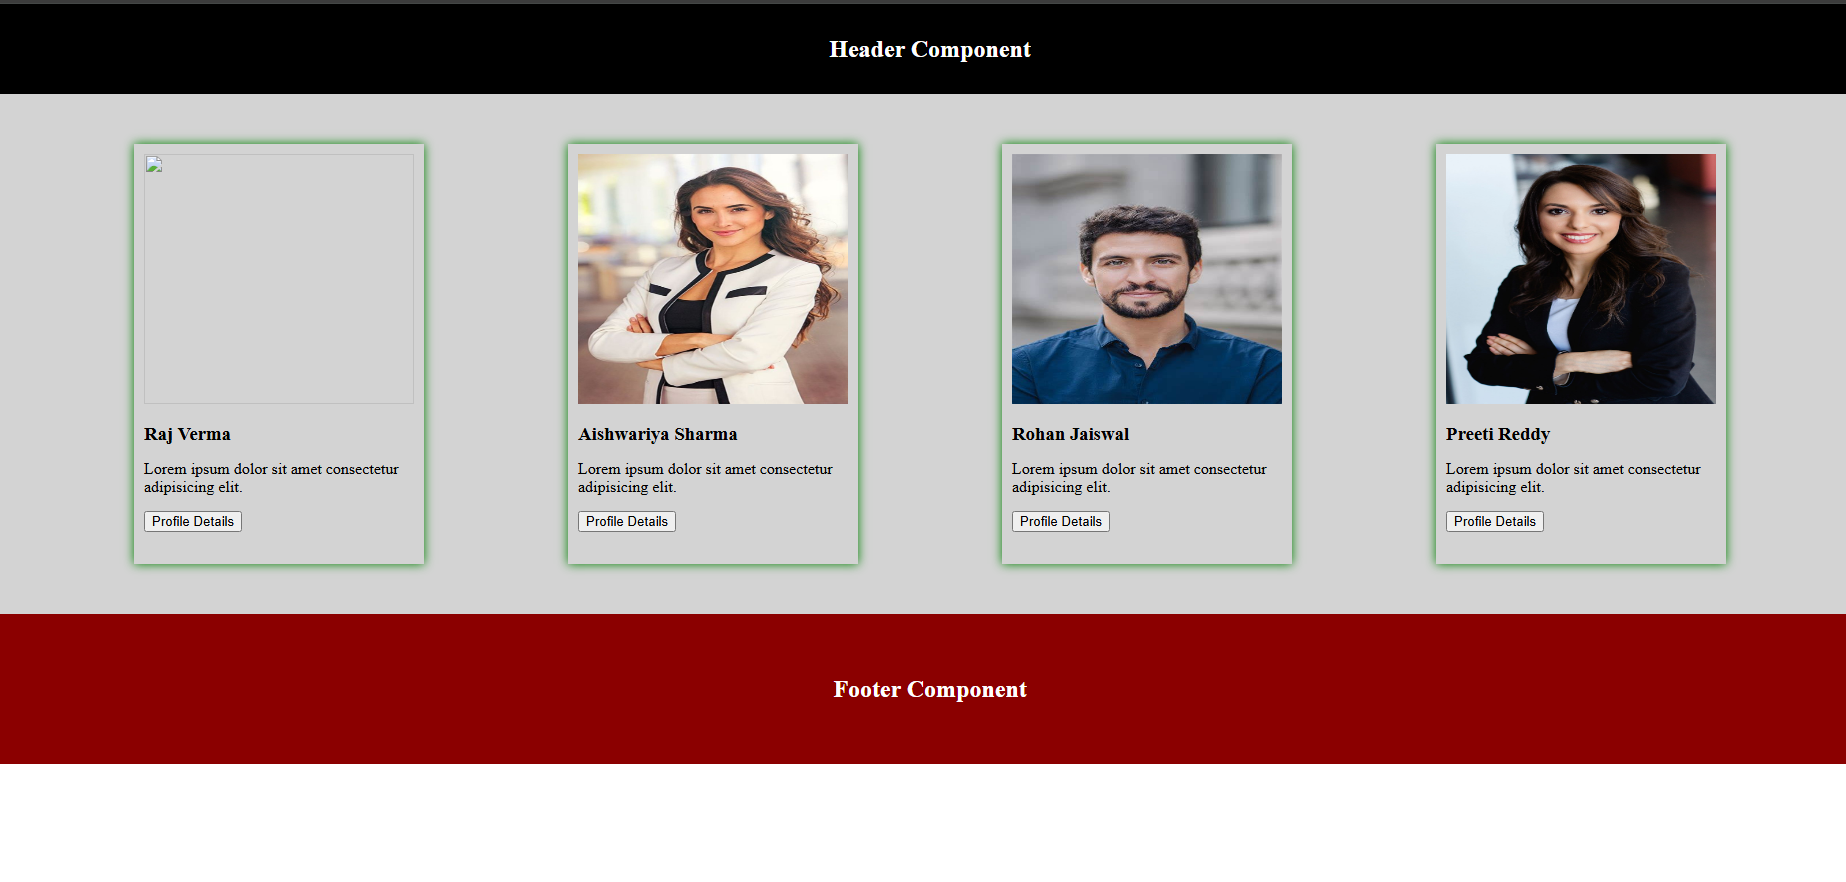 Header Component
Raj Verma
Lorem ipsum dolor sit amet consectetur
adipisicing elit.
Profile Details
Aishwariya Sharma
Lorem ipsum dolor sit amet consectetur
adipisicing elit.
Profile Details
Rohan Jaiswal
Lorem ipsum dolor sit amet consectetur
adipisicing elit.
Profile Details
Preeti Reddy
Lorem ipsum dolor sit amet consectetur
adipisicing elit.
Profile Details
Footer Component